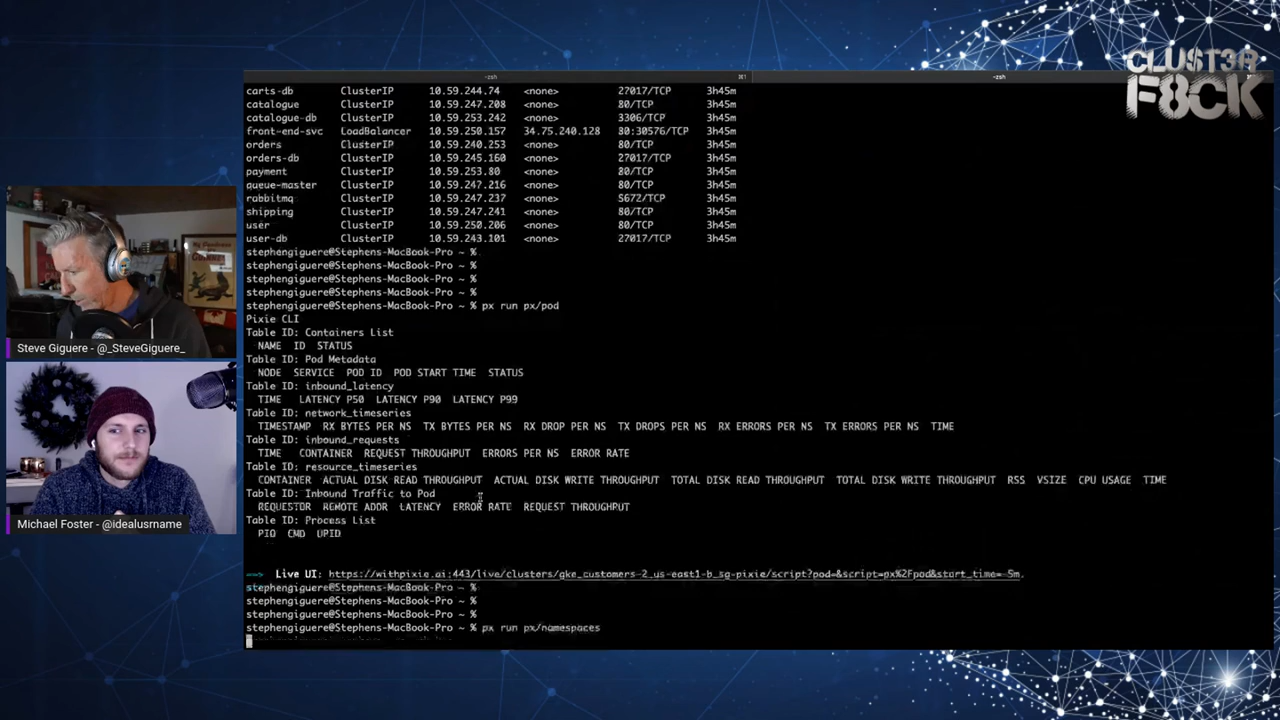 CLUST3R
F8CK
-zsh ⌘1 -zsh
carts-db ClusterIP 10.59.244.74 <none> 27017/TCP 3h45m
catalogue ClusterIP 10.59.247.208 <none> 80/TCP 3h45m
catalogue-db ClusterIP 10.59.253.242 <none> 3306/TCP 3h45m
front-end-svc LoadBalancer 10.59.250.157 34.75.240.128 80:30576/TCP 3h45m
orders ClusterIP 10.59.240.253 <none> 80/TCP 3h45m
orders-db ClusterIP 10.59.245.160 <none> 27017/TCP 3h45m
payment ClusterIP 10.59.253.80 <none> 80/TCP 3h45m
queue-master ClusterIP 10.59.247.216 <none> 80/TCP 3h45m
rabbitmq ClusterIP 10.59.247.237 <none> 5672/TCP 3h45m
shipping ClusterIP 10.59.247.241 <none> 80/TCP 3h45m
user ClusterIP 10.59.250.206 <none> 80/TCP 3h45m
user-db ClusterIP 10.59.243.101 <none> 27017/TCP 3h45m
stephengiguere@Stephens-MacBook-Pro ~ %
stephengiguere@Stephens-MacBook-Pro ~ %
stephengiguere@Stephens-MacBook-Pro ~ %
stephengiguere@Stephens-MacBook-Pro ~ %
stephengiguere@Stephens-MacBook-Pro ~ % px run px/pod
Pixie CLI
Table ID: Containers List
NAME ID STATUS
Table ID: Pod Metadata
NODE SERVICE POD ID POD START TIME STATUS
Table ID: inbound_latency
TIME LATENCY P50 LATENCY P90 LATENCY P99
Table ID: network_timeseries
TIMESTAMP RX BYTES PER NS TX BYTES PER NS RX DROP PER NS TX DROPS PER NS RX ERRORS PER NS TX ERRORS PER NS TIME
Table ID: inbound_requests
TIME CONTAINER REQUEST THROUGHPUT ERRORS PER NS ERROR RATE
Table ID: resource_timeseries
CONTAINER ACTUAL DISK READ THROUGHPUT ACTUAL DISK WRITE THROUGHPUT TOTAL DISK READ THROUGHPUT TOTAL DISK WRITE THROUGHPUT RSS VSIZE CPU USAGE TIME
Table ID: Inbound Traffic to Pod
REQUESTOR REMOTE ADDR LATENCY ERROR RATE REQUEST THROUGHPUT
Table ID: Process List
PID CMD UPID
==> Live UI: https://withpixie.ai:443/live/clusters/gke_customers-2_us-east1-b_sg-pixie/script?pod=&script=px%2Fpod&start_time=-5m.
stephengiguere@Stephens-MacBook-Pro ~ %
stephengiguere@Stephens-MacBook-Pro ~ %
stephengiguere@Stephens-MacBook-Pro ~ %
stephengiguere@Stephens-MacBook-Pro ~ % px run px/namespaces
Steve Giguere - @_SteveGiguere_
Michael Foster - @idealusrname